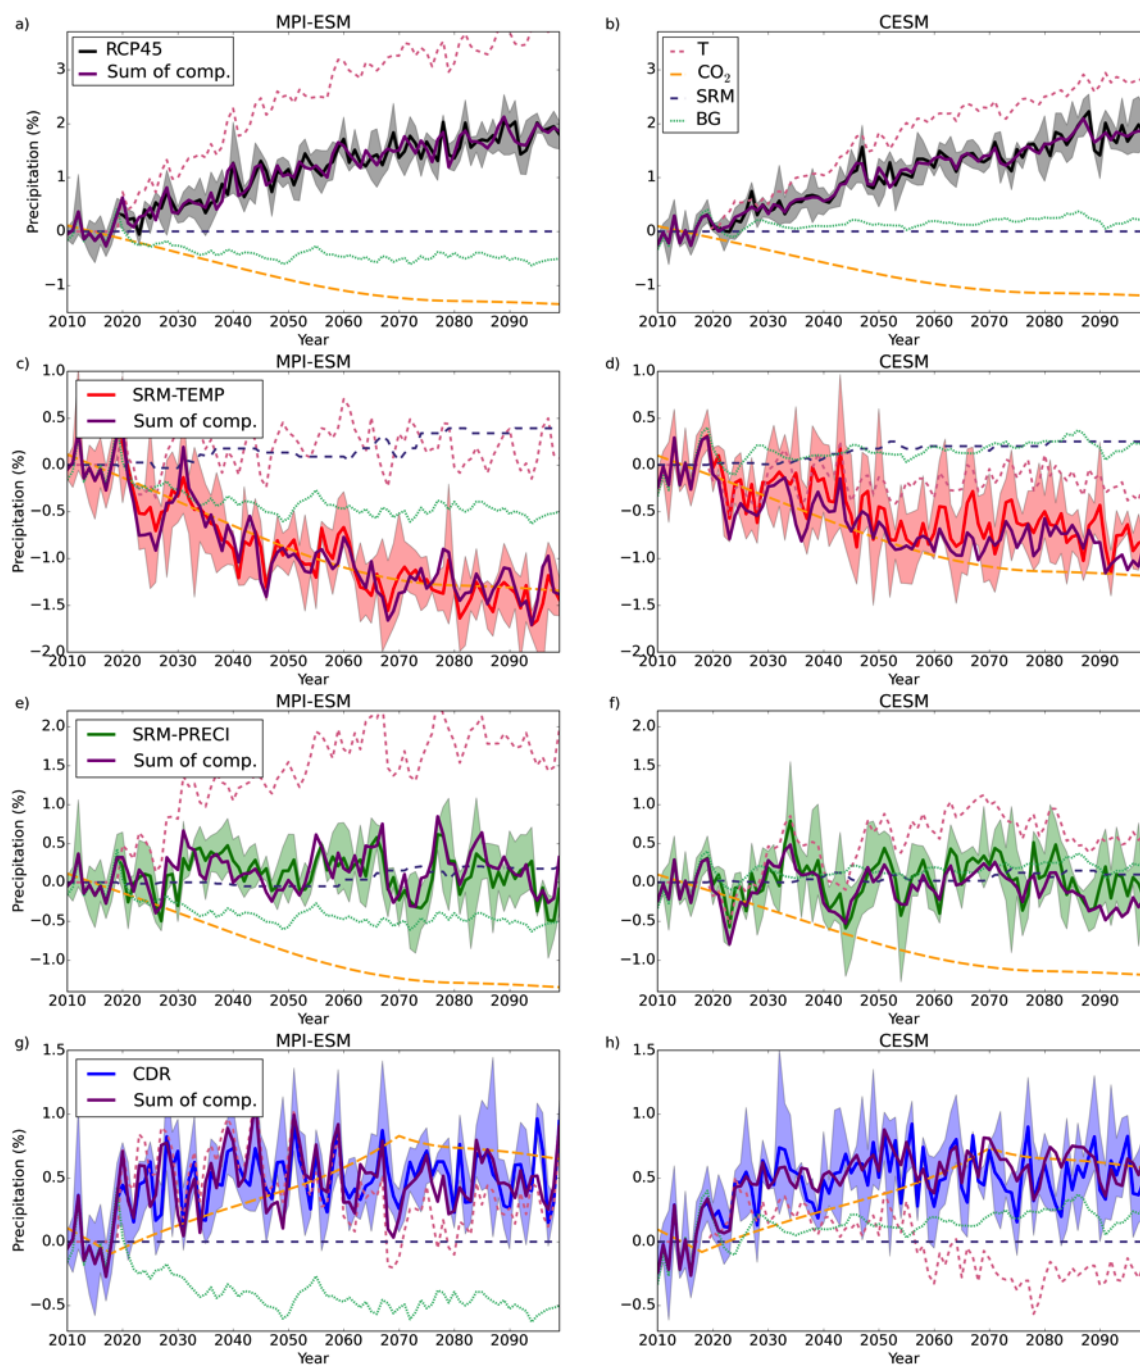 a) MPI-ESM
RCP45
Sum of comp.
3
2
1
0
−1
Precipitation (%)
2010 2020 2030 2040 2050 2060 2070 2080 2090
Year
b) CESM
T
CO₂
SRM
BG
3
2
1
0
−1
2010 2020 2030 2040 2050 2060 2070 2080 2090
Year
c) MPI-ESM
SRM-TEMP
Sum of comp.
1.0
0.5
0.0
−0.5
−1.0
−1.5
−2.0
Precipitation (%)
2010 2020 2030 2040 2050 2060 2070 2080 2090
Year
d) CESM
1.0
0.5
0.0
−0.5
−1.0
−1.5
−2.0
2010 2020 2030 2040 2050 2060 2070 2080 2090
Year
e) MPI-ESM
SRM-PRECI
Sum of comp.
2.0
1.5
1.0
0.5
0.0
−0.5
−1.0
Precipitation (%)
2010 2020 2030 2040 2050 2060 2070 2080 2090
Year
f) CESM
2.0
1.5
1.0
0.5
0.0
−0.5
−1.0
2010 2020 2030 2040 2050 2060 2070 2080 2090
Year
g) MPI-ESM
CDR
Sum of comp.
1.5
1.0
0.5
0.0
−0.5
Precipitation (%)
2010 2020 2030 2040 2050 2060 2070 2080 2090
Year
h) CESM
1.5
1.0
0.5
0.0
−0.5
2010 2020 2030 2040 2050 2060 2070 2080 2090
Year